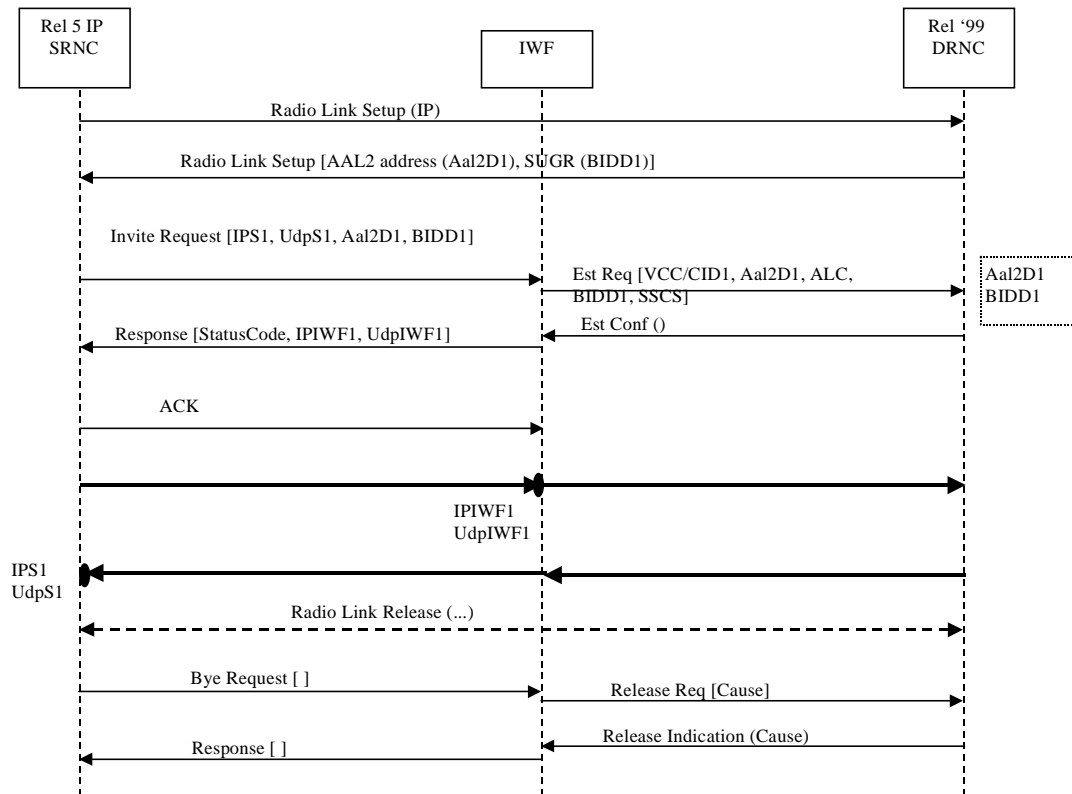 Rel 5 IP
SRNC
IWF
Rel ‘99
DRNC
Radio Link Setup (IP)
Radio Link Setup [AAL2 address (Aal2D1), SUGR (BIDD1)]
Invite Request [IPS1, UdpS1, Aal2D1, BIDD1]
Est Req [VCC/CID1, Aal2D1, ALC,
BIDD1, SSCS]
Aal2D1
BIDD1
Est Conf ()
Response [StatusCode, IPIWF1, UdpIWF1]
ACK
IPIWF1
UdpIWF1
IPS1
UdpS1
Radio Link Release (...)
Bye Request [ ]
Release Req [Cause]
Release Indication (Cause)
Response [ ]